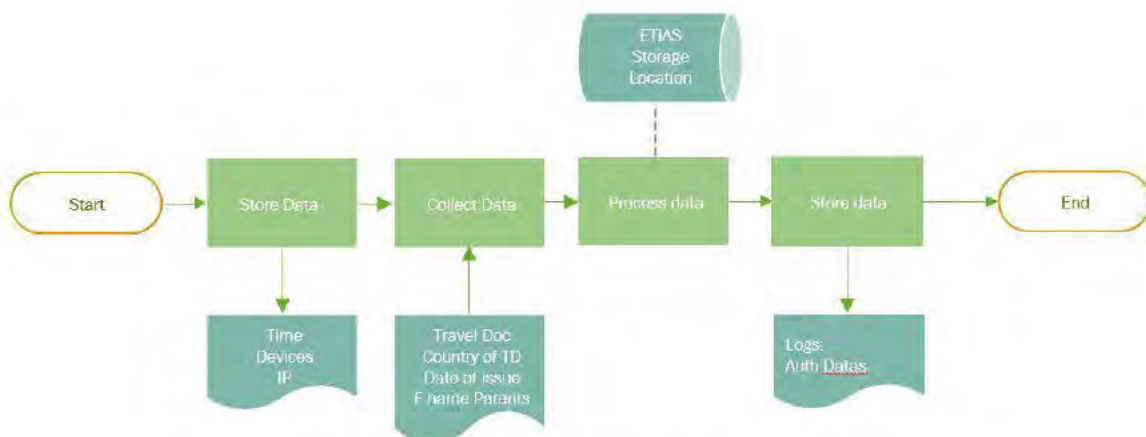 ETIAS
Storage
Location
Start
Store Data
Collect Data
Process data
Store data
End
Time
Devices
IP
Travel Doc
Country of TD
Date of issue
F.name Parents
Logs:
Auth Datas